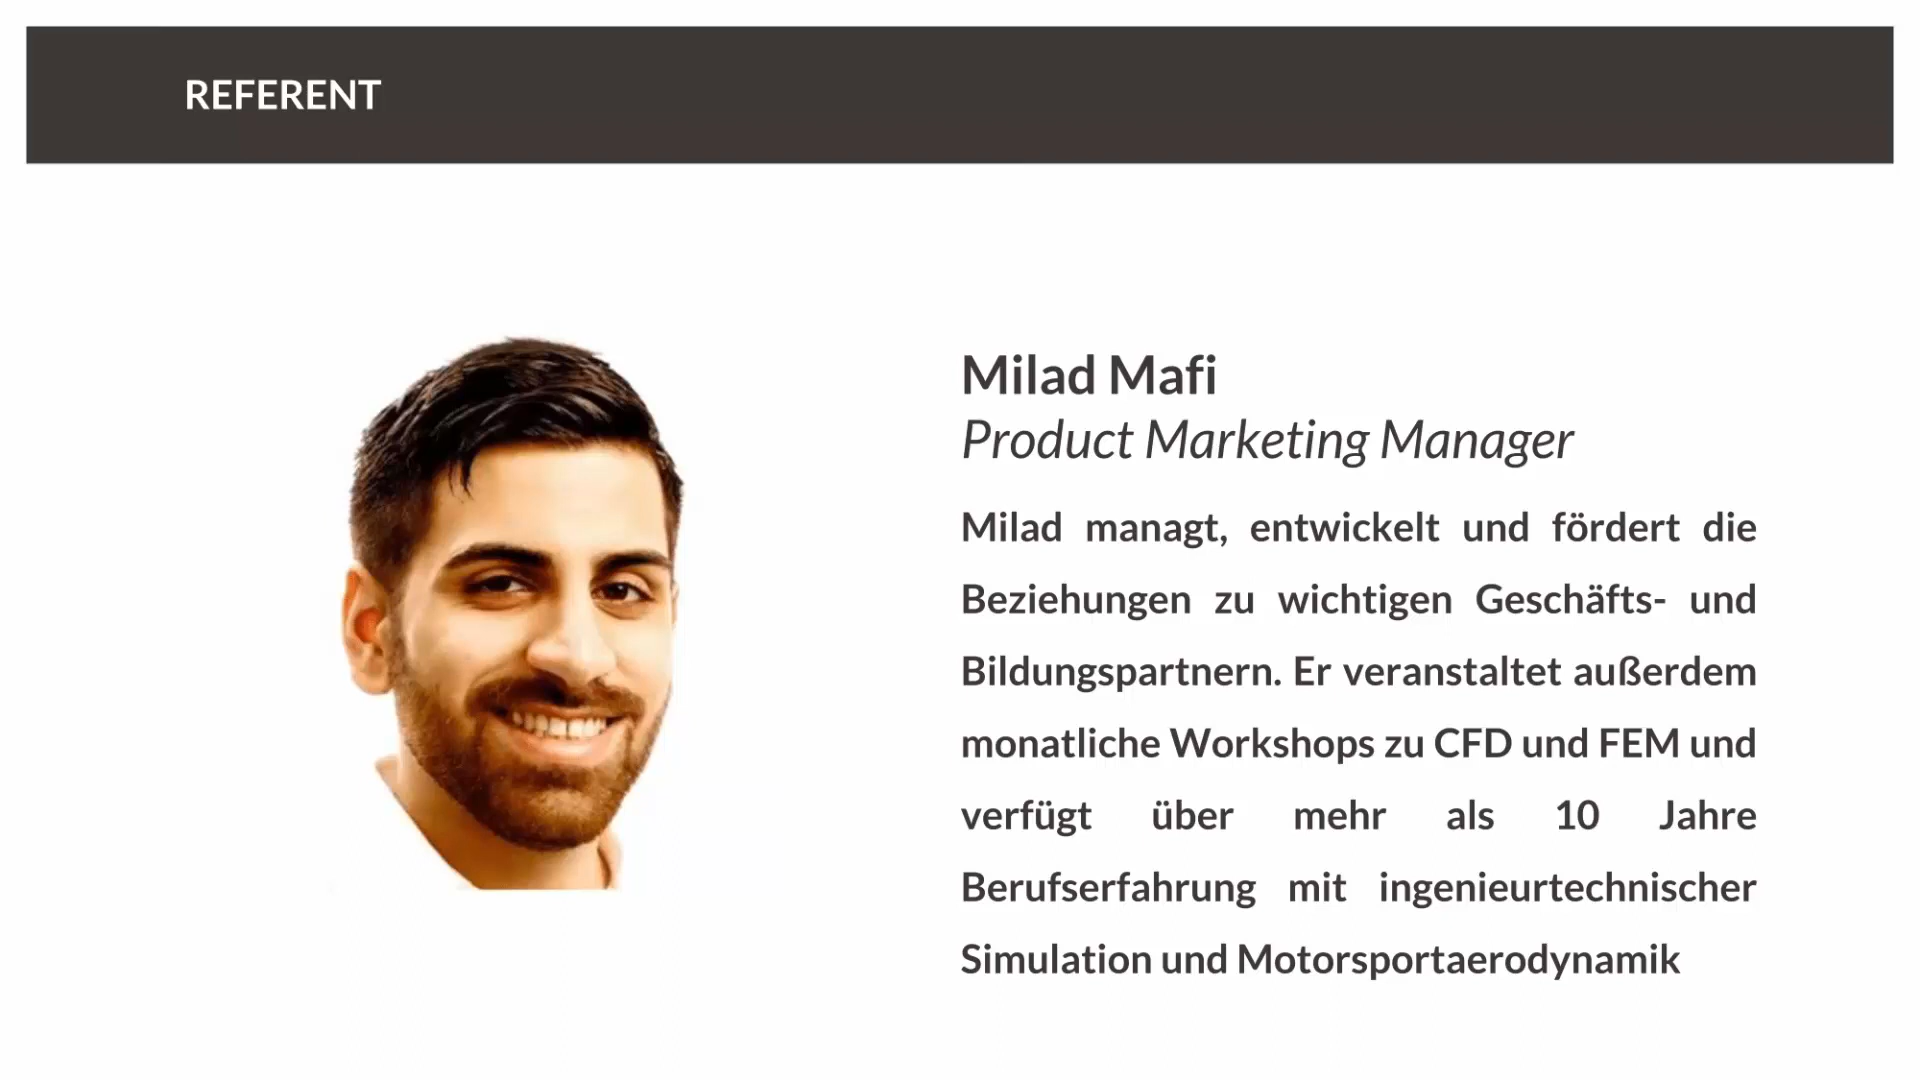 REFERENT
Milad Mafi
Product Marketing Manager
Milad managt, entwickelt und fördert die
Beziehungen zu wichtigen Geschäfts- und
Bildungspartnern. Er veranstaltet außerdem
monatliche Workshops zu CFD und FEM und
verfügt über mehr als 10 Jahre
Berufserfahrung mit ingenieurtechnischer
Simulation und Motorsportaerodynamik